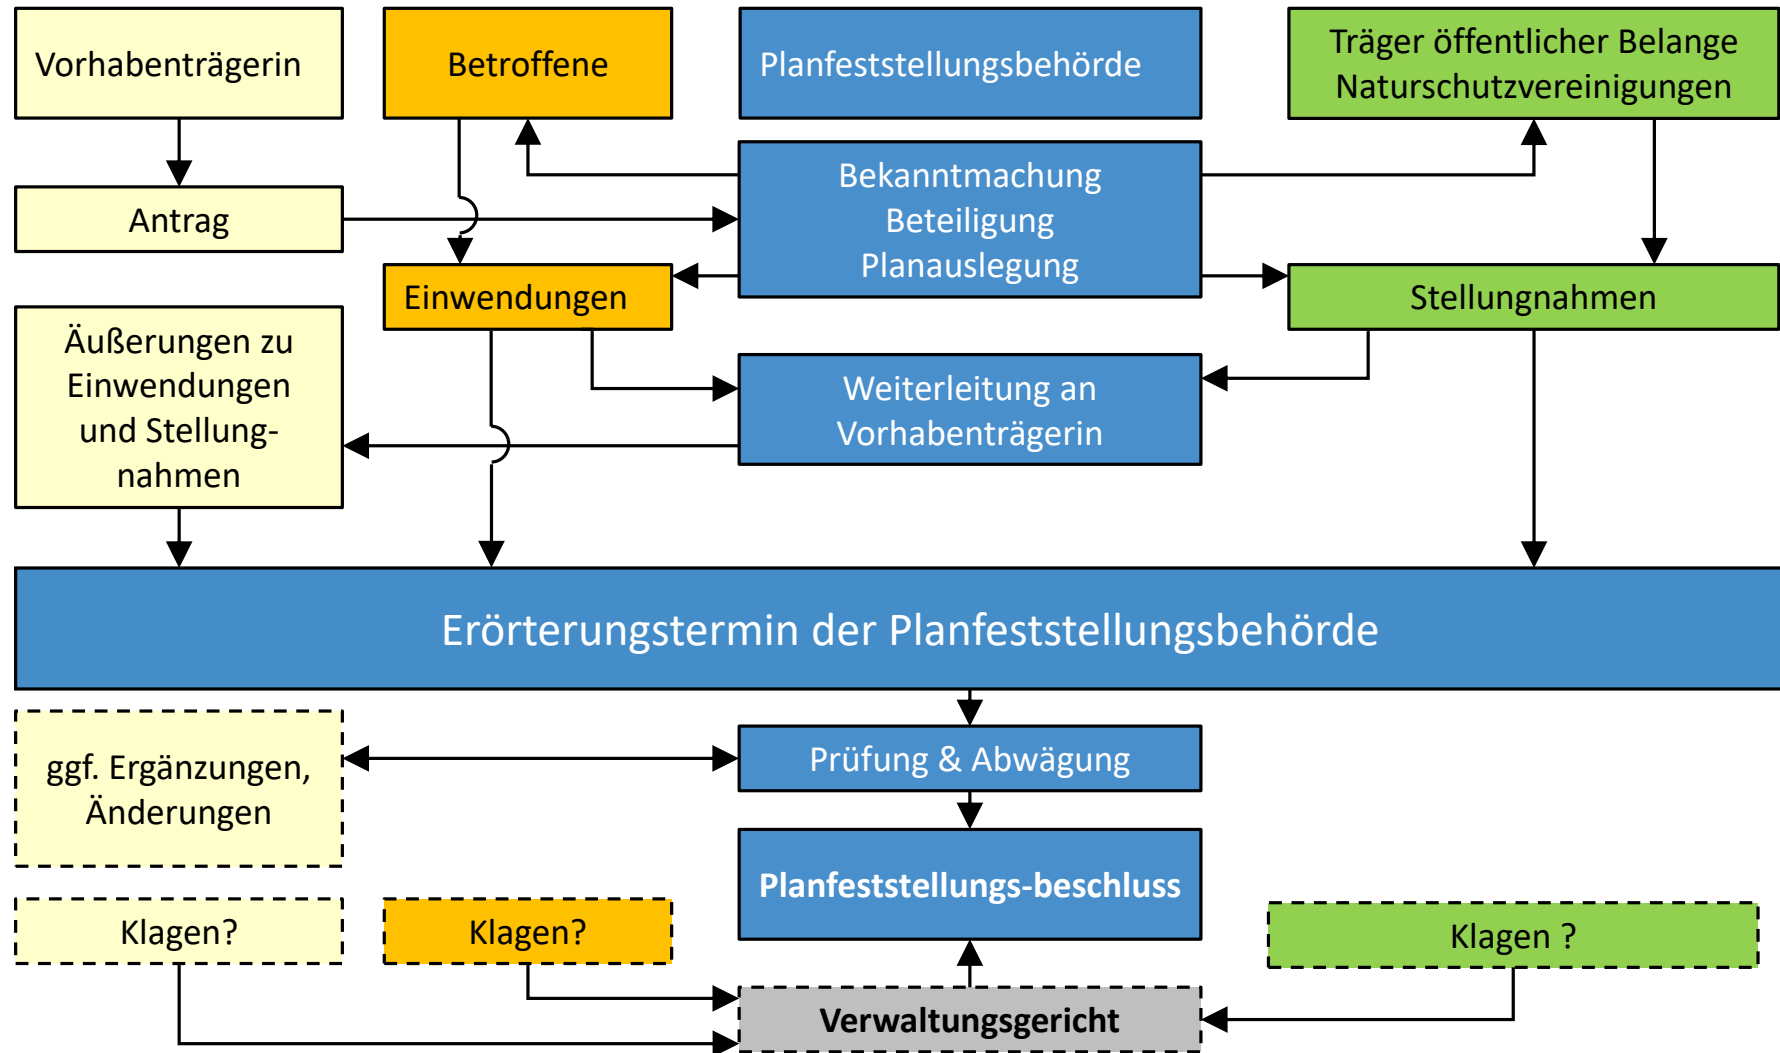 Vorhabenträgerin
Betroffene
Planfeststellungsbehörde
Träger öffentlicher Belange
Naturschutzvereinigungen
Bekanntmachung
Beteiligung
Planauslegung
Antrag
Einwendungen
Stellungnahmen
Äußerungen zu
Einwendungen
und Stellung-
nahmen
Weiterleitung an
Vorhabenträgerin
Erörterungstermin der Planfeststellungsbehörde
ggf. Ergänzungen,
Änderungen
Prüfung & Abwägung
Planfeststellungs-beschluss
Klagen?
Klagen?
Klagen ?
Verwaltungsgericht